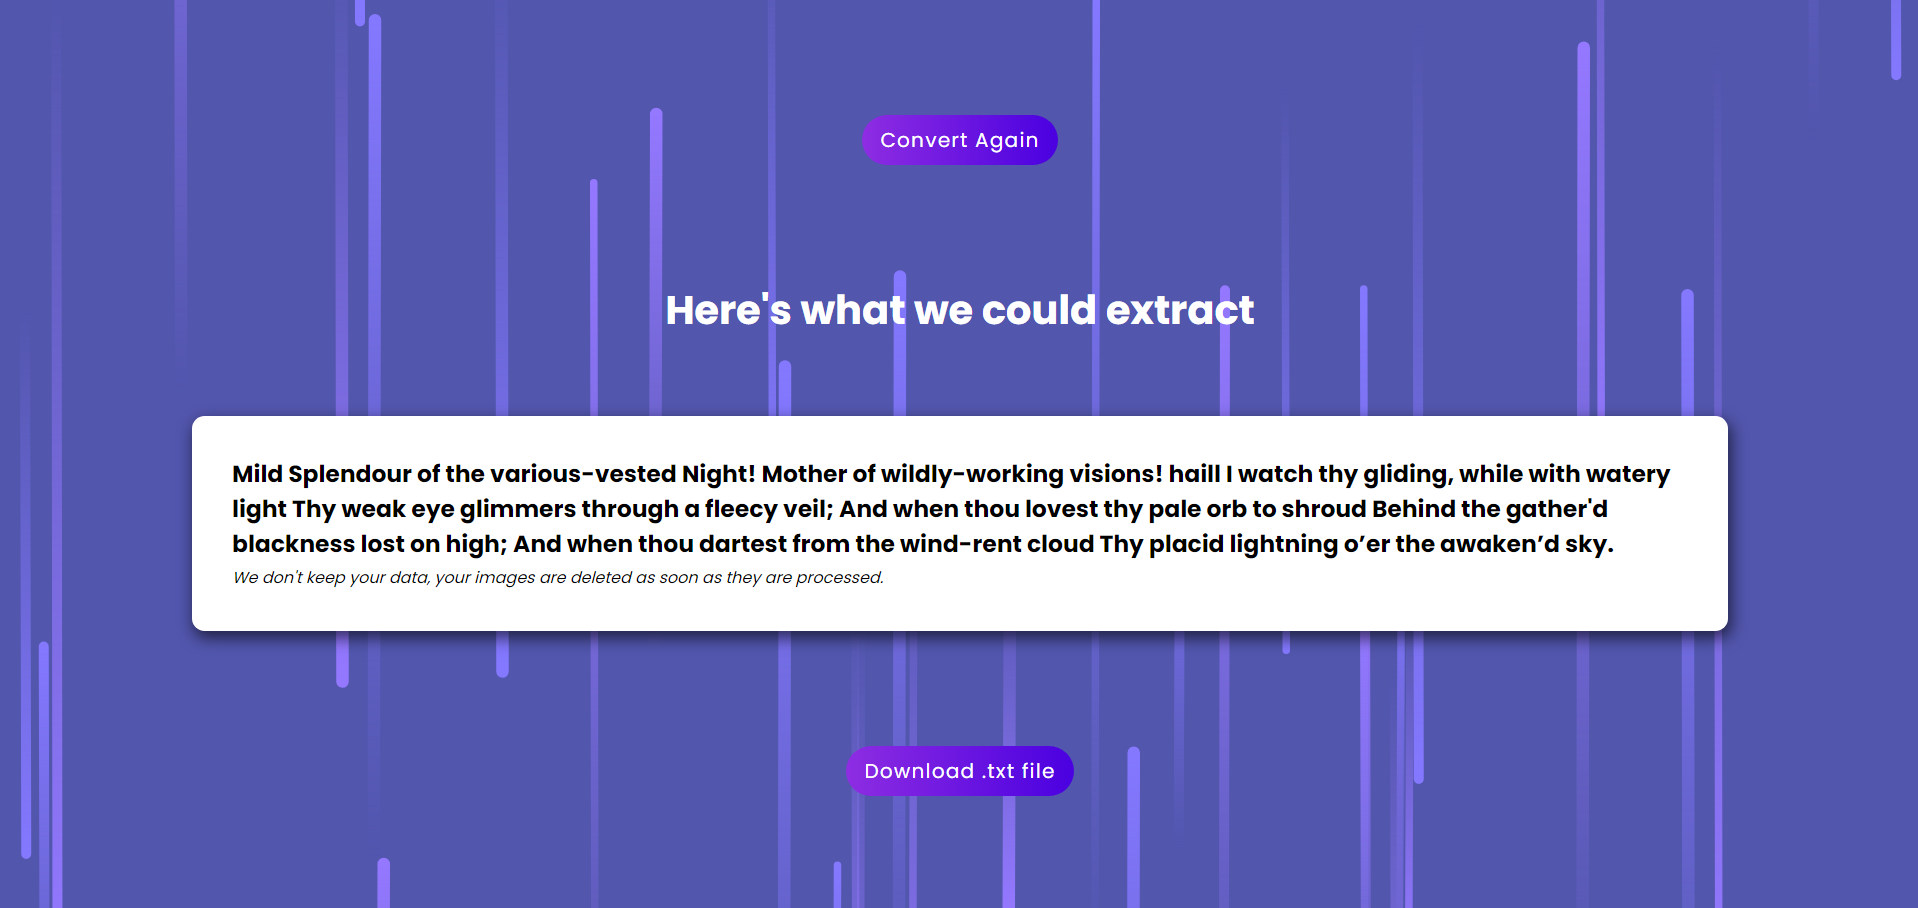 Convert Again
Here's what we could extract
Mild Splendour of the various-vested Night! Mother of wildly-working visions! haill I watch thy gliding, while with watery
light Thy weak eye glimmers through a fleecy veil; And when thou lovest thy pale orb to shroud Behind the gather'd
blackness lost on high; And when thou dartest from the wind-rent cloud Thy placid lightning o’er the awaken’d sky.
We don't keep your data, your images are deleted as soon as they are processed.
Download .txt file